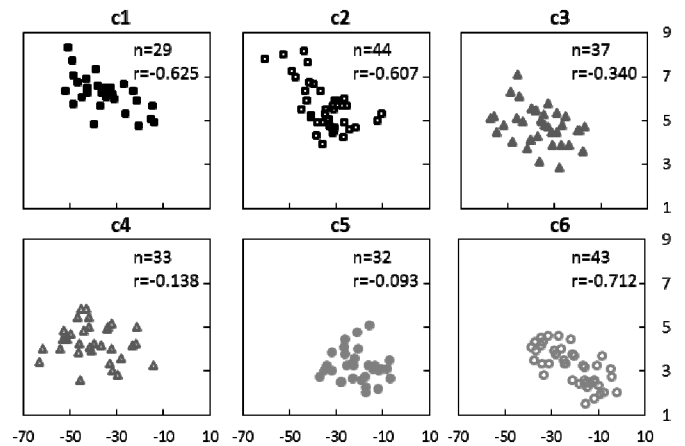 c1 c2 c3
n=29 n=44 n=37 9
r=-0.625 r=-0.607 r=-0.340 7
5
3
1
c4 c5 c6
n=33 n=32 n=43 9
r=-0.138 r=-0.093 r=-0.712 7
5
3
1
-70 -50 -30 -10 10 -70 -50 -30 -10 10 -70 -50 -30 -10 10